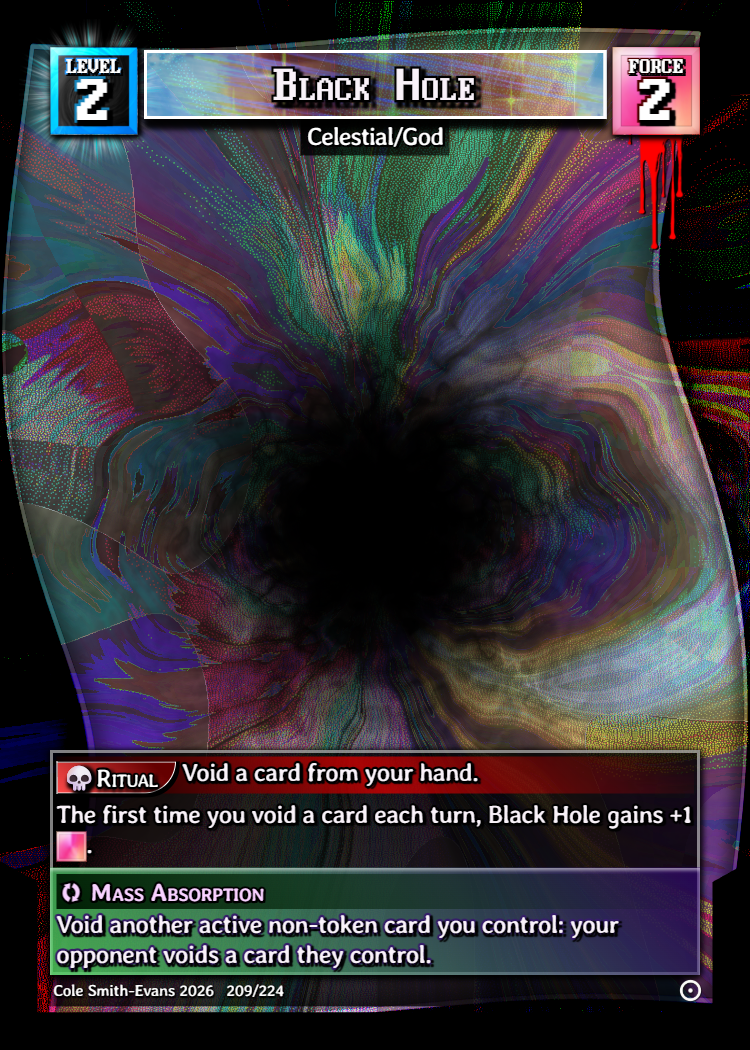 LEVEL
2
Black Hole
FORCE
2
Celestial/God
Ritual Void a card from your hand.
The first time you void a card each turn, Black Hole gains +1
.
Mass Absorption
Void another active non-token card you control: your
opponent voids a card they control.
Cole Smith-Evans 2026 209/224